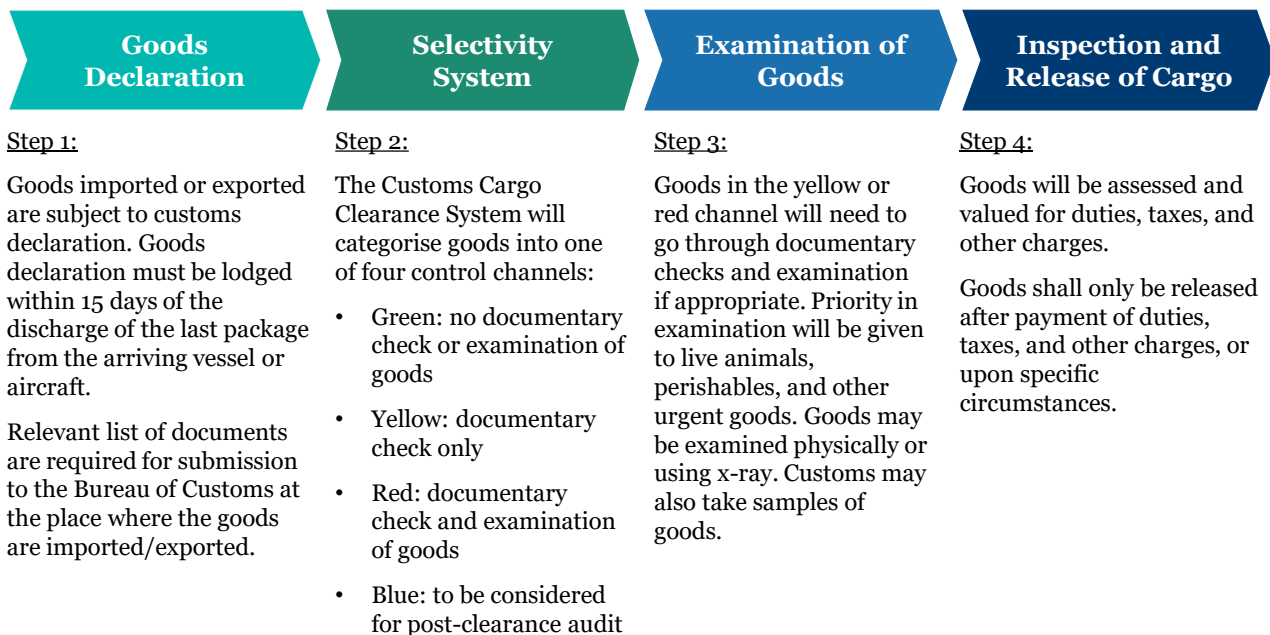 Goods
Declaration
Selectivity
System
Examination of
Goods
Inspection and
Release of Cargo
Step 1:
Goods imported or exported
are subject to customs
declaration. Goods
declaration must be lodged
within 15 days of the
discharge of the last package
from the arriving vessel or
aircraft.
Relevant list of documents
are required for submission
to the Bureau of Customs at
the place where the goods
are imported/exported.
Step 2:
The Customs Cargo
Clearance System will
categorise goods into one
of four control channels:
• Green: no documentary
check or examination of
goods
• Yellow: documentary
check only
• Red: documentary
check and examination
of goods
• Blue: to be considered
for post-clearance audit
Step 3:
Goods in the yellow or
red channel will need to
go through documentary
checks and examination
if appropriate. Priority in
examination will be given
to live animals,
perishables, and other
urgent goods. Goods may
be examined physically or
using x-ray. Customs may
also take samples of
goods.
Step 4:
Goods will be assessed and
valued for duties, taxes, and
other charges.
Goods shall only be released
after payment of duties,
taxes, and other charges, or
upon specific
circumstances.